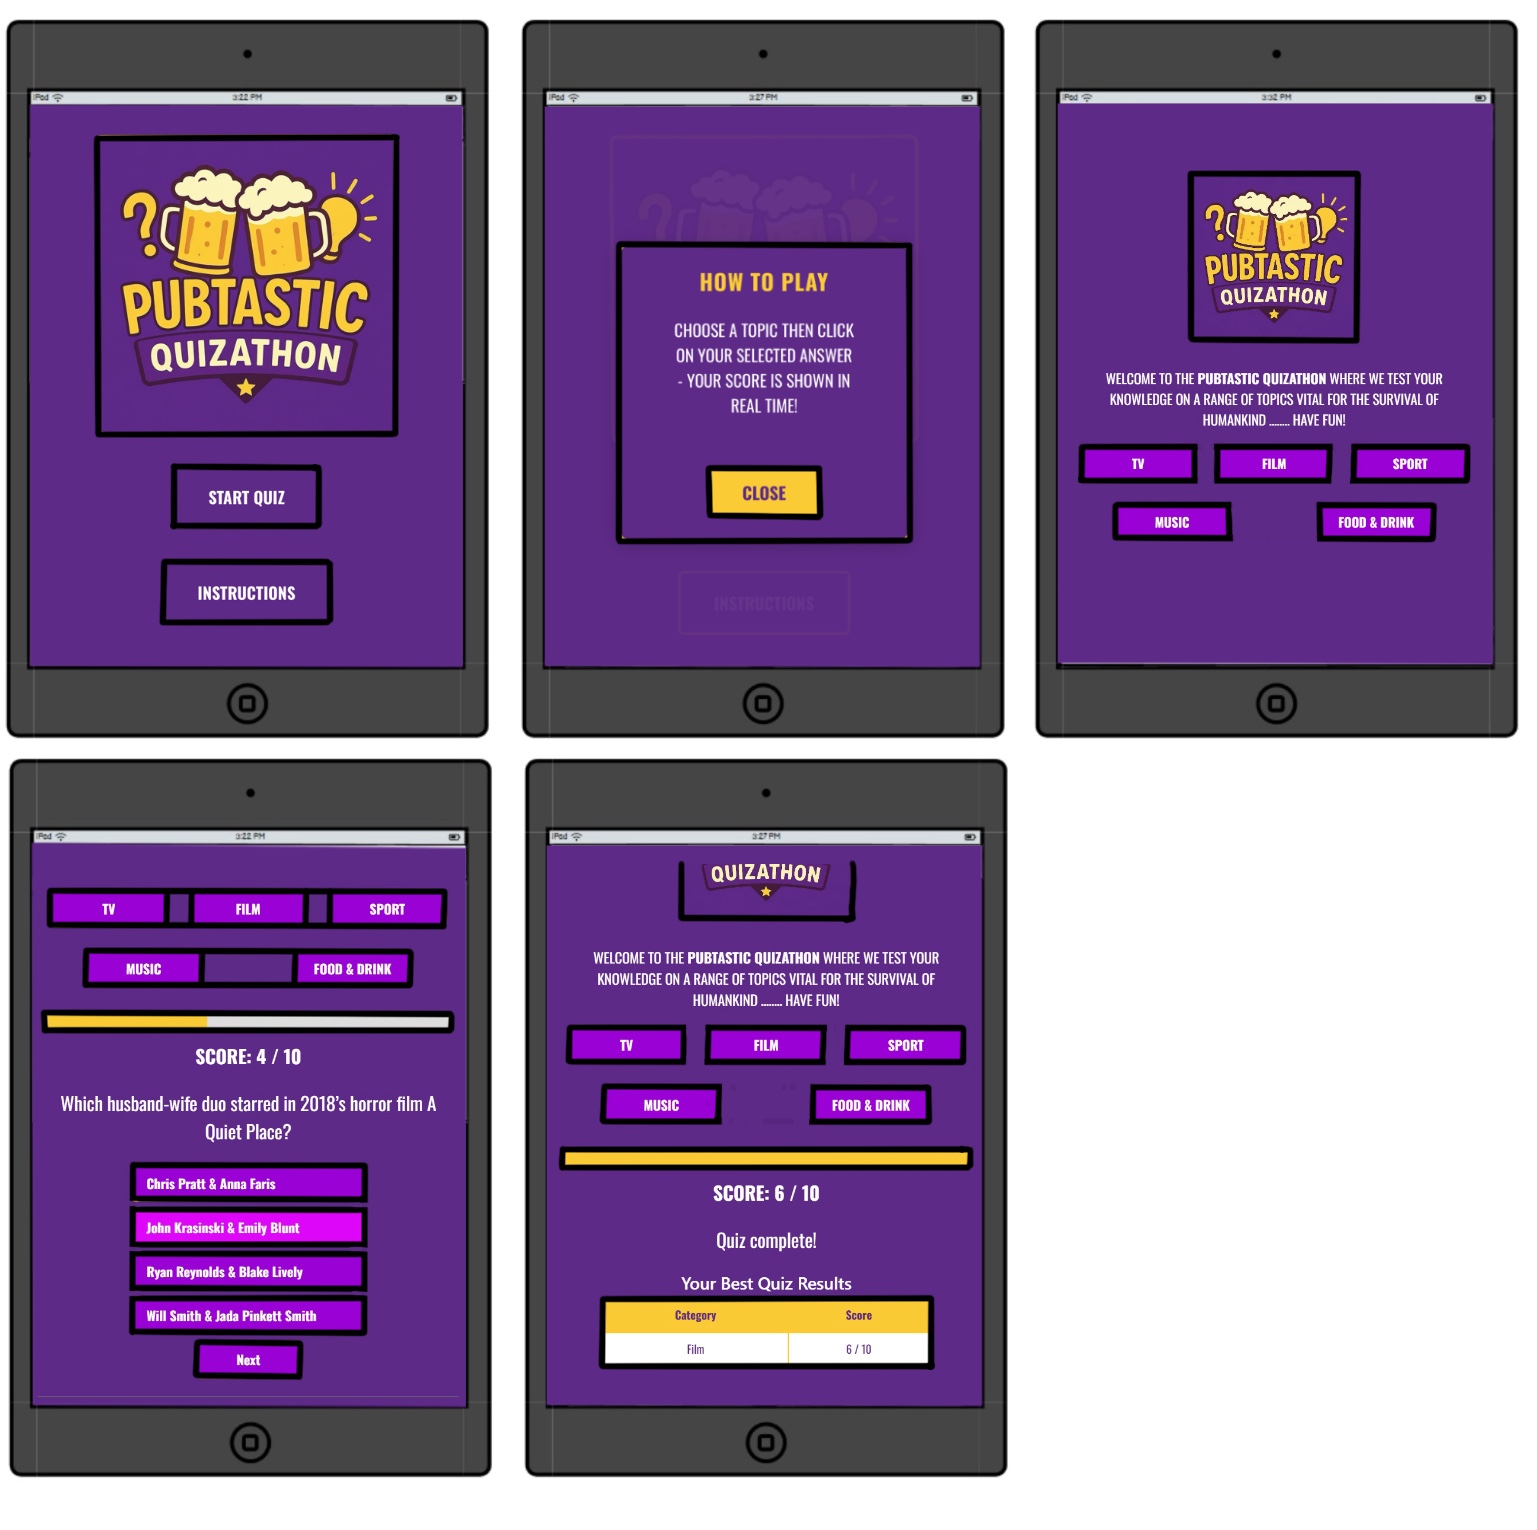 iPod
3:22 PM
PUBTASTIC
QUIZATHON
START QUIZ
INSTRUCTIONS
iPod
3:27 PM
HOW TO PLAY
CHOOSE A TOPIC THEN CLICK
ON YOUR SELECTED ANSWER
- YOUR SCORE IS SHOWN IN
REAL TIME!
CLOSE
INSTRUCTIONS
iPod
3:32 PM
PUBTASTIC
QUIZATHON
WELCOME TO THE PUBTASTIC QUIZATHON WHERE WE TEST YOUR
KNOWLEDGE ON A RANGE OF TOPICS VITAL FOR THE SURVIVAL OF
HUMANKIND ........ HAVE FUN!
TV
FILM
SPORT
MUSIC
FOOD & DRINK
iPod
3:22 PM
TV
FILM
SPORT
MUSIC
FOOD & DRINK
SCORE: 4 / 10
Which husband-wife duo starred in 2018's horror film A
Quiet Place?
Chris Pratt & Anna Faris
John Krasinski & Emily Blunt
Ryan Reynolds & Blake Lively
Will Smith & Jada Pinkett Smith
Next
iPod
3:27 PM
QUIZATHON
WELCOME TO THE PUBTASTIC QUIZATHON WHERE WE TEST YOUR
KNOWLEDGE ON A RANGE OF TOPICS VITAL FOR THE SURVIVAL OF
HUMANKIND ........ HAVE FUN!
TV
FILM
SPORT
MUSIC
FOOD & DRINK
SCORE: 6 / 10
Quiz complete!
Your Best Quiz Results
Category Score
Film 6 / 10